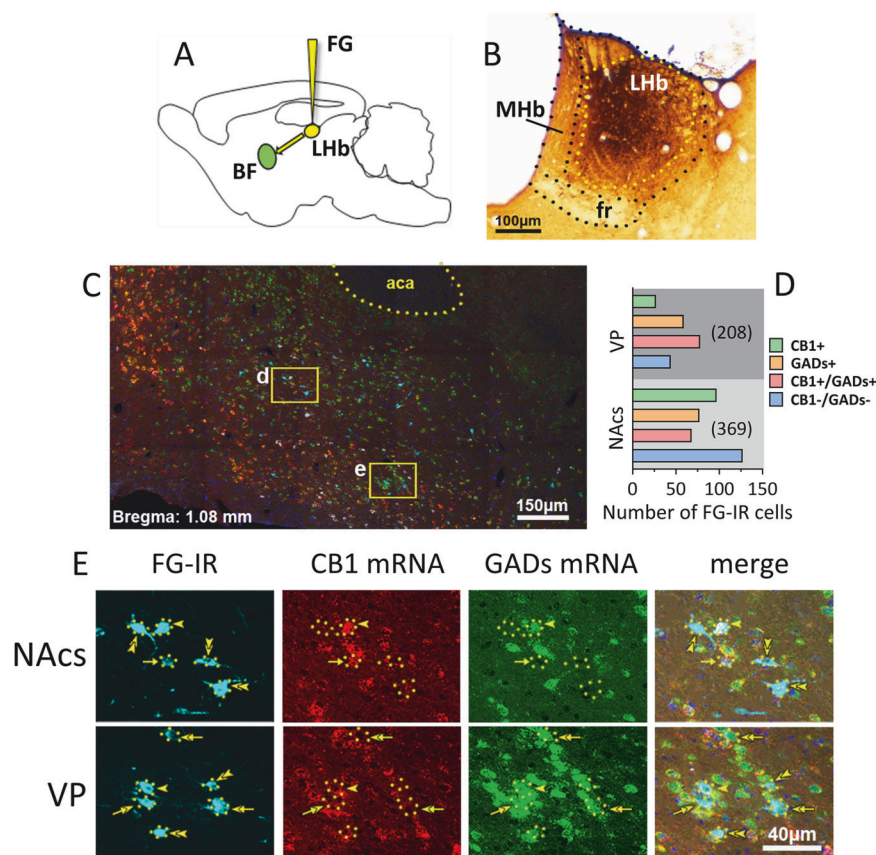 A
FG
LHb
BF
B
LHb
MHb
fr
100µm
C
aca
d
e
Bregma: 1.08 mm
150µm
D
VP
(208)
NAcs
(369)
0 50 100 150
Number of FG-IR cells
CB1+
GADs+
CB1+/GADs+
CB1-/GADs-
E
FG-IR CB1 mRNA GADs mRNA merge
NAcs
VP
40µm